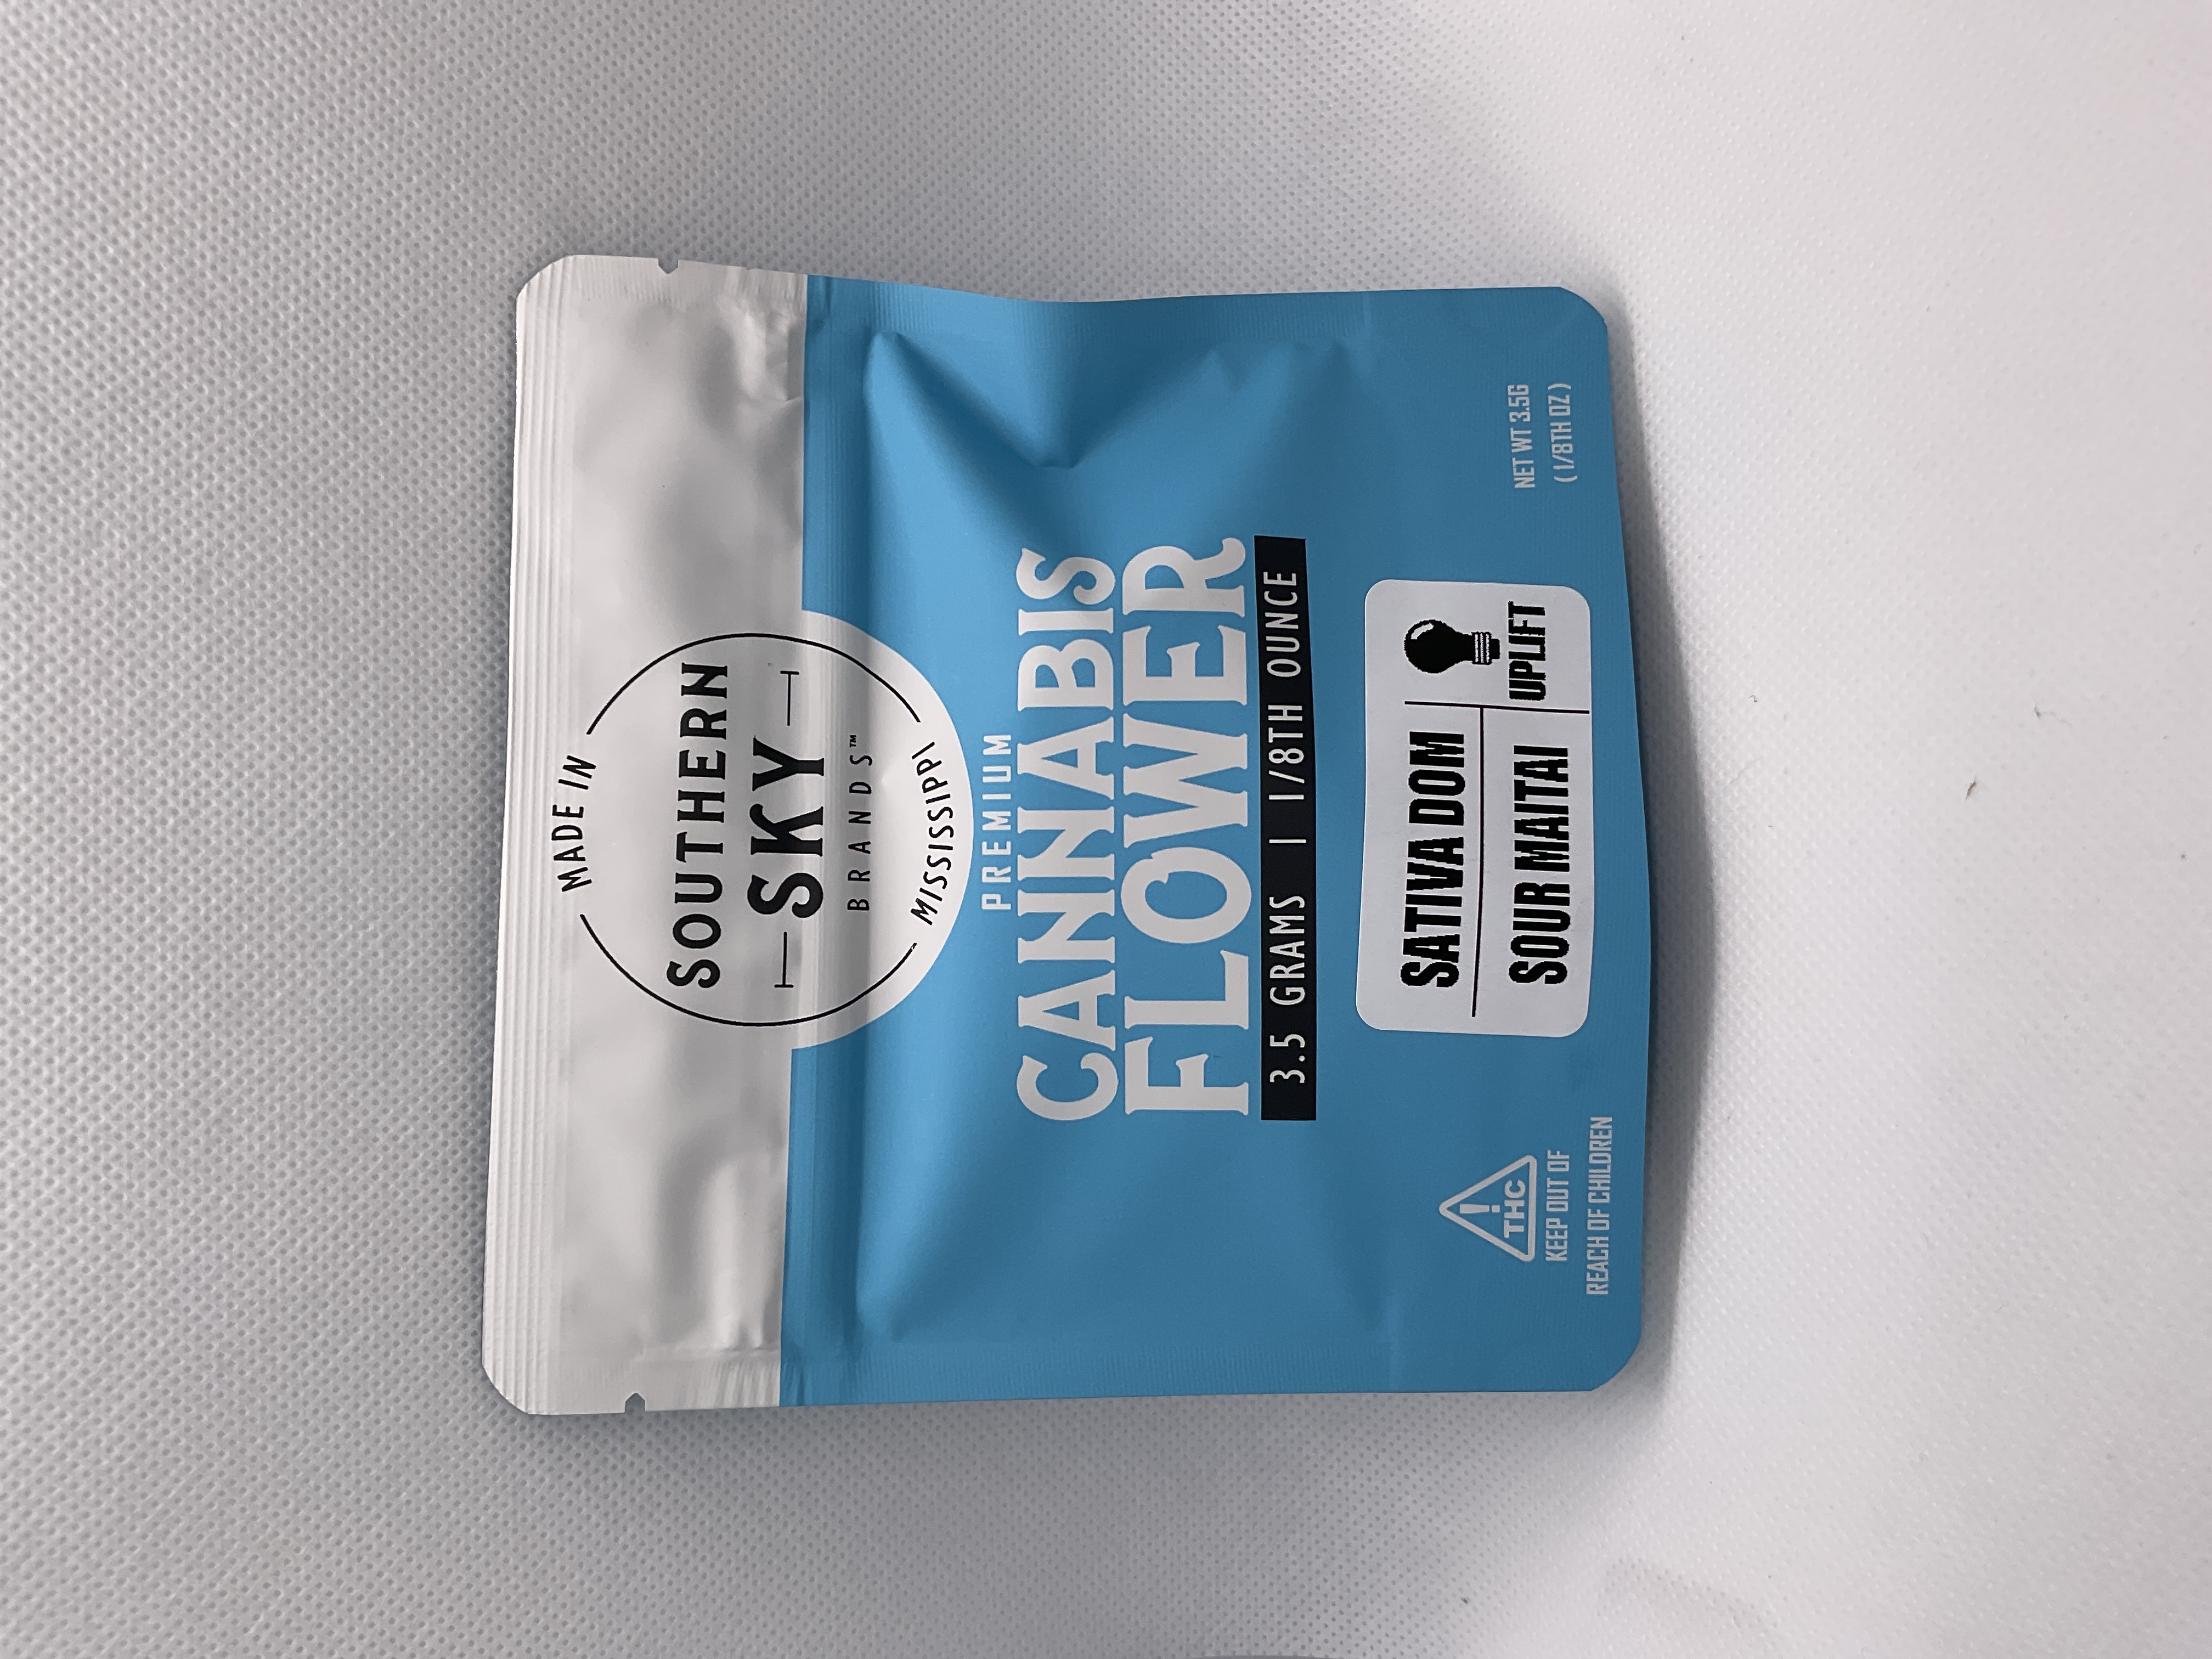 MADE IN
SOUTHERN
SKY
BRANDS™
MISSISSIPPI
PREMIUM
CANNABIS
FLOWER
3.5 GRAMS | 1/8TH OUNCE
SATIVA DOM
SOUR MAITAI
UPLIFT
THC
KEEP OUT OF
REACH OF CHILDREN
NET WT 3.5G
( 1/8TH OZ )